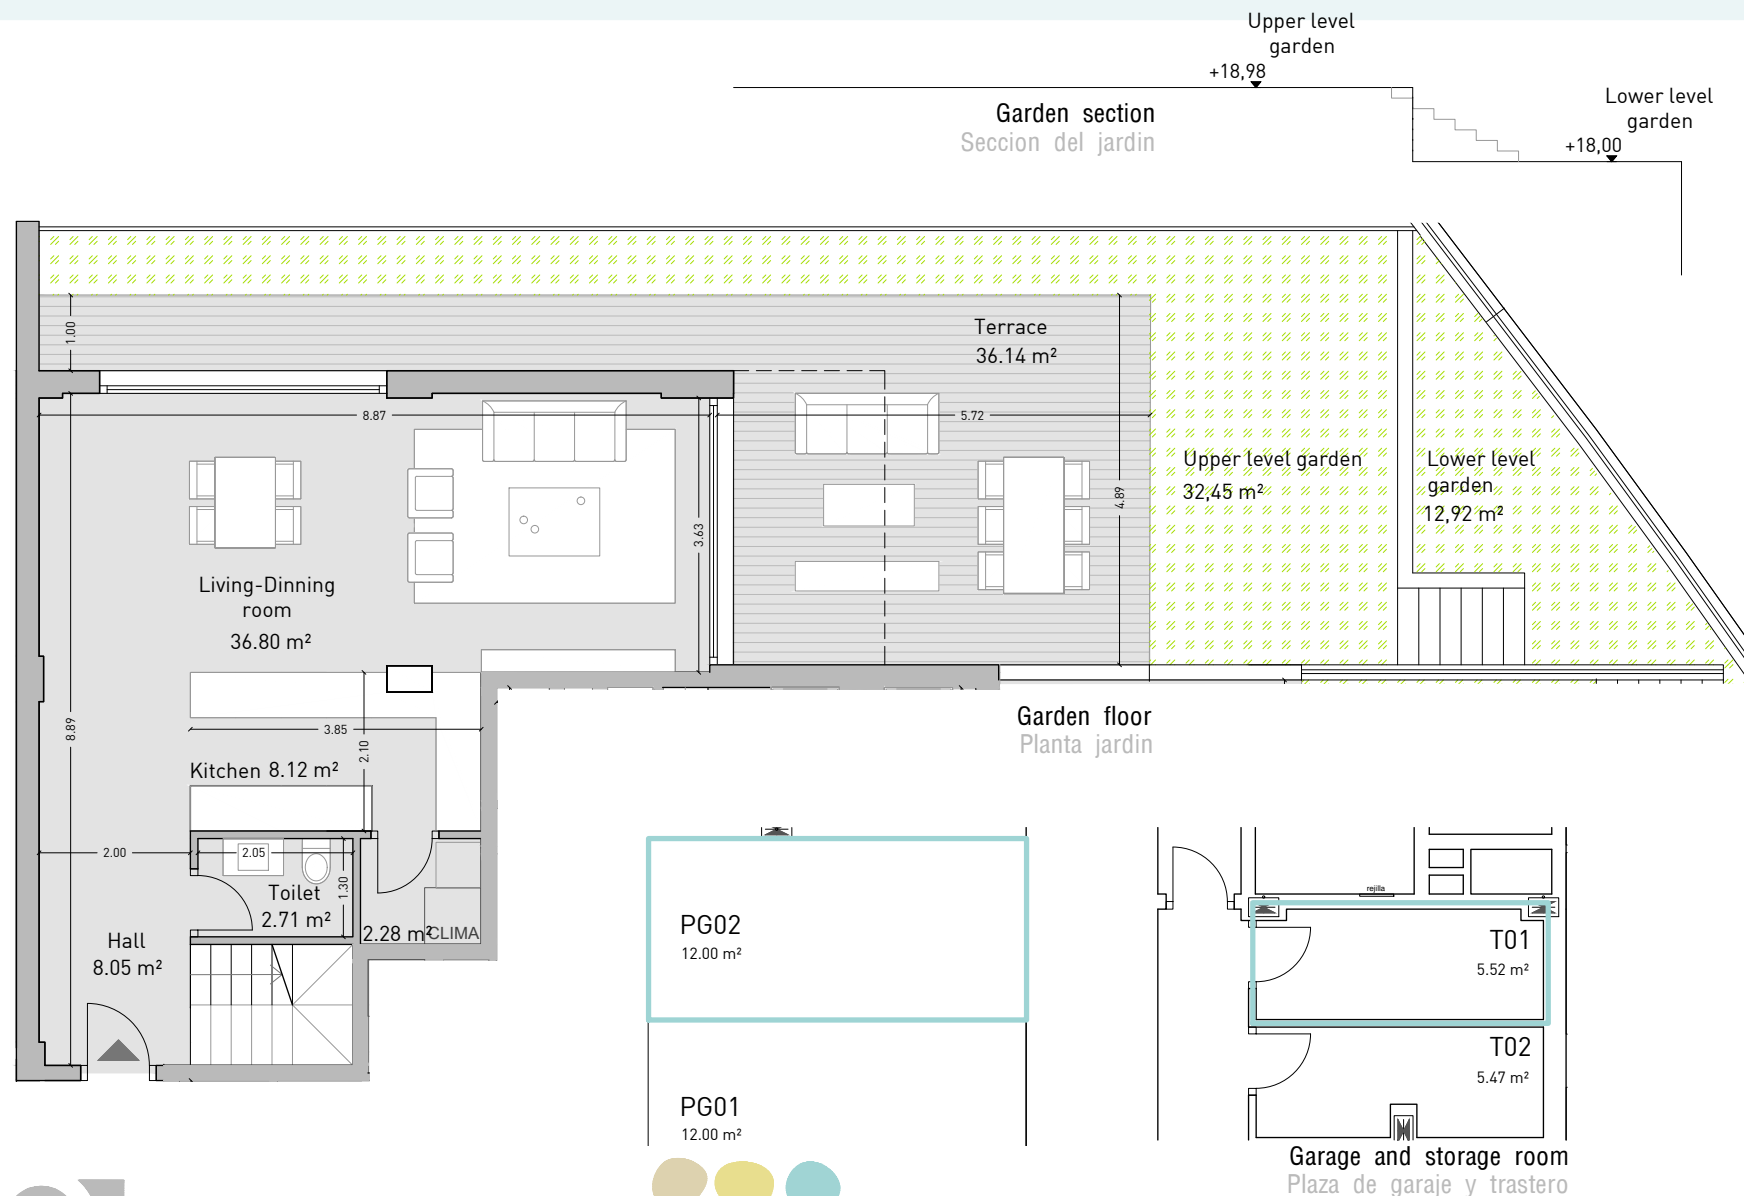 Upper level
garden
+18,98
Garden section
Seccion del jardin
Lower level
garden
+18,00
1.00
Terrace
36.14 m²
8.87
5.72
4.89
3.63
Upper level garden
32,45 m²
Lower level
garden
12,92 m²
Living-Dinning
room
36.80 m²
8.89
3.85
2.10
Kitchen 8.12 m²
Garden floor
Planta jardin
2.00
2.05
1.30
Toilet
2.71 m²
2.28 m²
CLIMA
Hall
8.05 m²
PG02
12.00 m²
PG01
12.00 m²
rejilla
T01
5.52 m²
T02
5.47 m²
Garage and storage room
Plaza de garaje y trastero